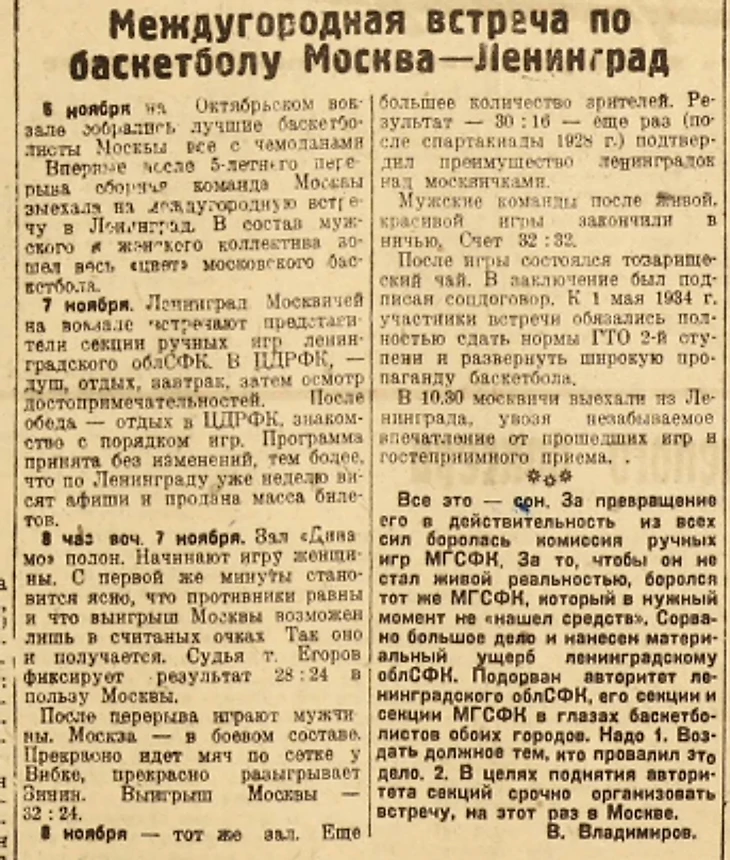 Междугородная встреча по
баскетболу Москва—Ленинград
6 ноября на Октябрьском вок-
зале собрались лучшие баскетбо-
листы Москвы все с чемоданами
Впервые после 5-летнего пере-
рыва сборная команда Москвы
выехала на междугородную встре-
чу в Ленинград. В состав муж-
ского и женского коллектива во-
шел весь «цвет» московского бас-
кетбола.
7 ноября. Ленинград Москвичей
на вокзале встречают представи-
тели секции ручных игр ленин-
градского облСФК. В ЦДРФК, —
душ, отдых, завтрак, затем осмотр
достопримечательностей. После
обеда — отдых в ЦДРФК, знаком-
ство с порядком игр. Программа
принята без изменений, тем более,
что по Ленинграду уже неделю ви-
сят афиши и продана масса биле-
тов.
8 час веч. 7 ноября. Зал «Дина
мо» полон. Начинают игру женщи-
ны. С первой же минуты стано-
вится ясно, что противники равны
и что выигрыш Москвы возможен
лишь в считаных очках Так оно
и получается. Судья т. Егоров
фиксирует результат 28 : 24 в
пользу Москвы.
После перерыва играют мужчи-
ны. Москва — в боевом составе.
Прекрасно идет мяч по сетке у
Вибке, прекрасно разыгрывает
Зинин. Выигрыш Москвы —
32 : 24.
8 ноября — тот же зал. Еще
большее количество зрителей. Ре-
зультат — 30 : 16 — еще раз (по-
сле спартакиады 1928 г.) подтвер-
дил преимущество ленинградок
над москвичками.
Мужские команды после живой,
красивой игры закончили в
ничью, Счет 32 : 32.
После игры состоялся товарище-
ский чай. В заключение был под-
писан соцдоговор. К 1 мая 1934 г.
участники встречи обязались пол-
ностью сдать нормы ГТО 2-й сту-
пени и развернуть широкую про-
паганду баскетбола.
В 10.30 москвичи выехали из Ле-
нинграда, увозя незабываемое
впечатление от прошедших игр и
гостеприимного приема. .
* * *
Все это — сон. За превращение
его в действительность из всех
сил боролась комиссия ручных
игр МГСФК. За то, чтобы он не
стал живой реальностью, боролся
тот же МГСФК, который в нужный
момент не «нашел средств». Сорва-
но большое дело и нанесен матери-
альный ущерб ленинградскому
облСФК. Подорван авторитет ле-
нинградского облСФК, его секции и
секции МГСФК в глазах баскетбо-
листов обоих городов. Надо 1. Воз-
дать должное тем, кто провалил это
дело. 2. В целях поднятия автори-
тета секций срочно организовать
встречу, на этот раз в Москве.
В. Владимиров.